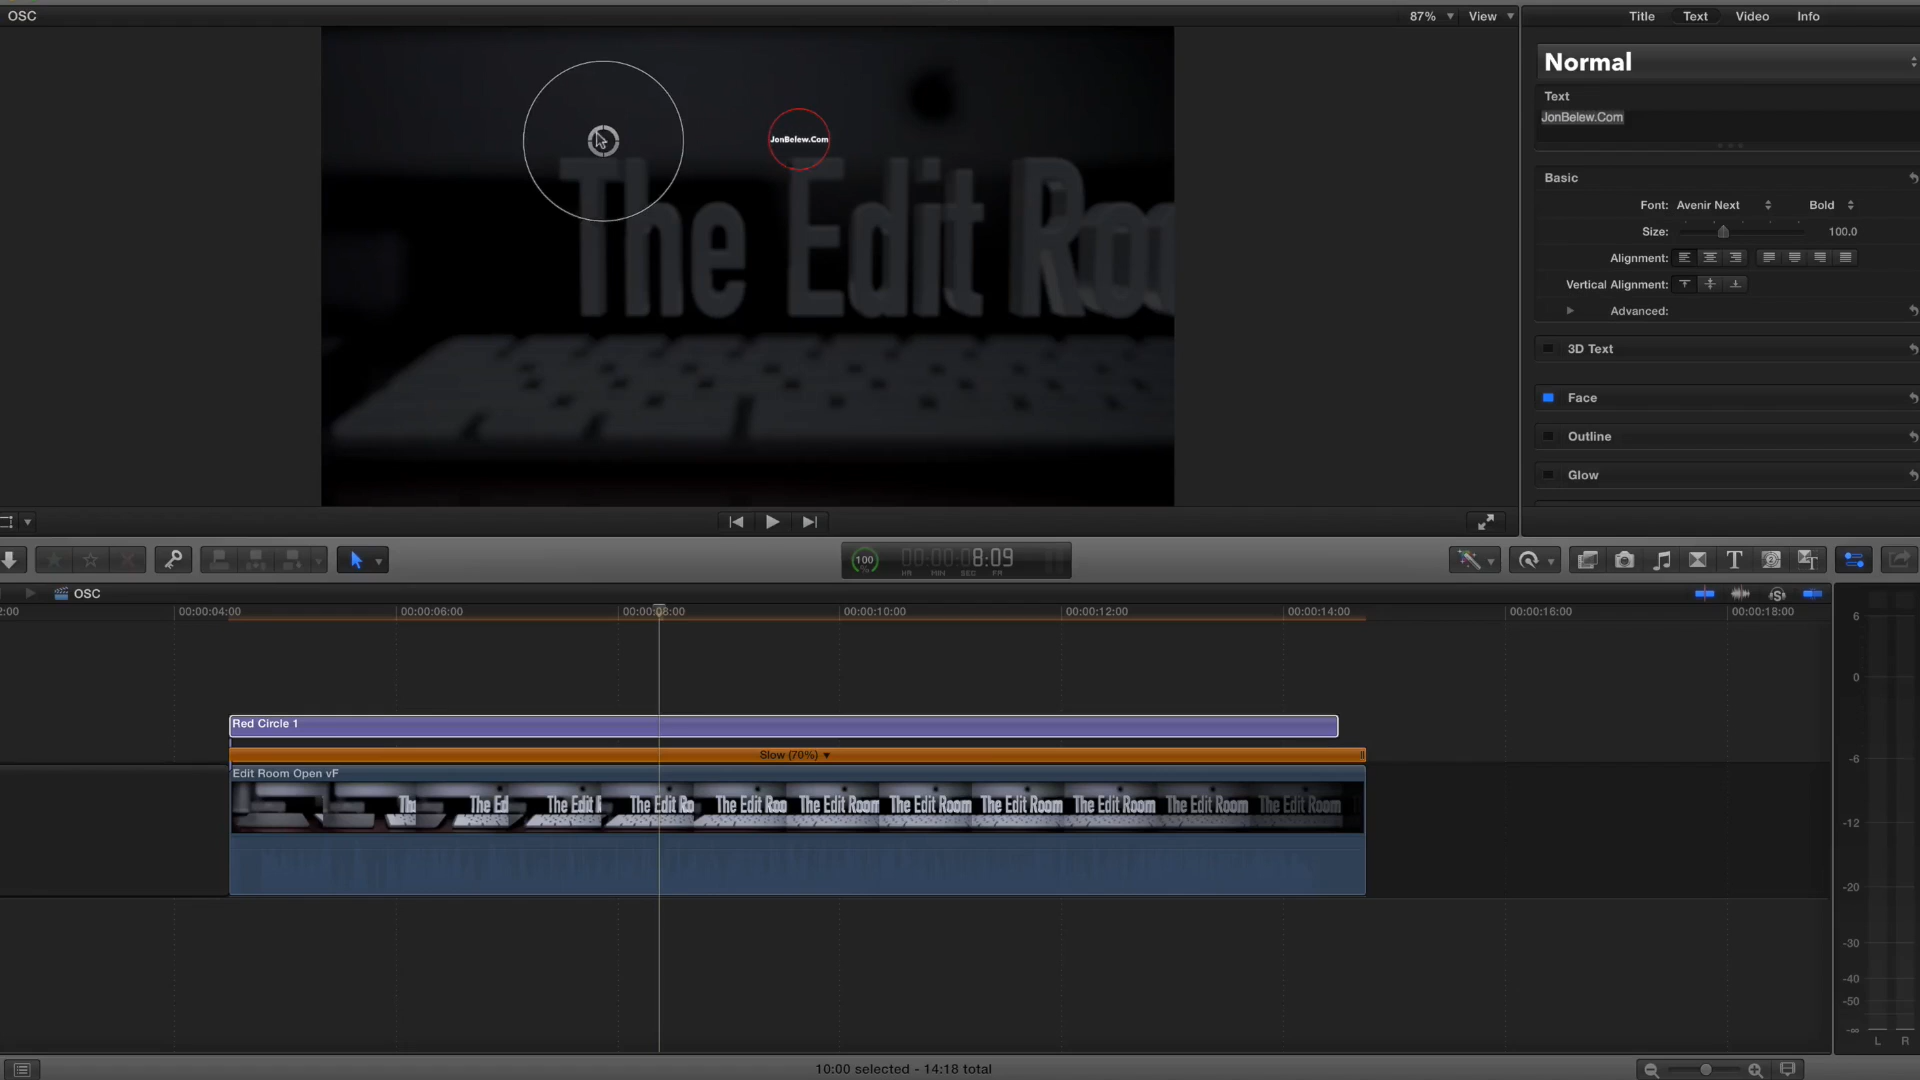 OSC
87%
View
Title
Text
Video
Info
Normal
Text
JonBelew.Com
JonBelew.Com
The Edit Roo
Basic
Font:
Avenir Next
Bold
Size:
100.0
Alignment:
Vertical Alignment:
Advanced:
3D Text
Face
Outline
Glow
100
%
00:00:08:09
HR
MIN
SEC
FR
OSC
2:00
00:00:04:00
00:00:06:00
00:00:08:00
00:00:10:00
00:00:12:00
00:00:14:00
00:00:16:00
00:00:18:00
Red Circle 1
Slow (70%)
Edit Room Open vF
Th
The Ed
The Edit
The Edit Ro
The Edit Roo
The Edit Room
The Edit Room
The Edit Room
The Edit Room
The Edit Room
The Edit Room
6
0
-6
-12
-20
-30
-40
-50
-∞
L
R
10:00 selected - 14:18 total